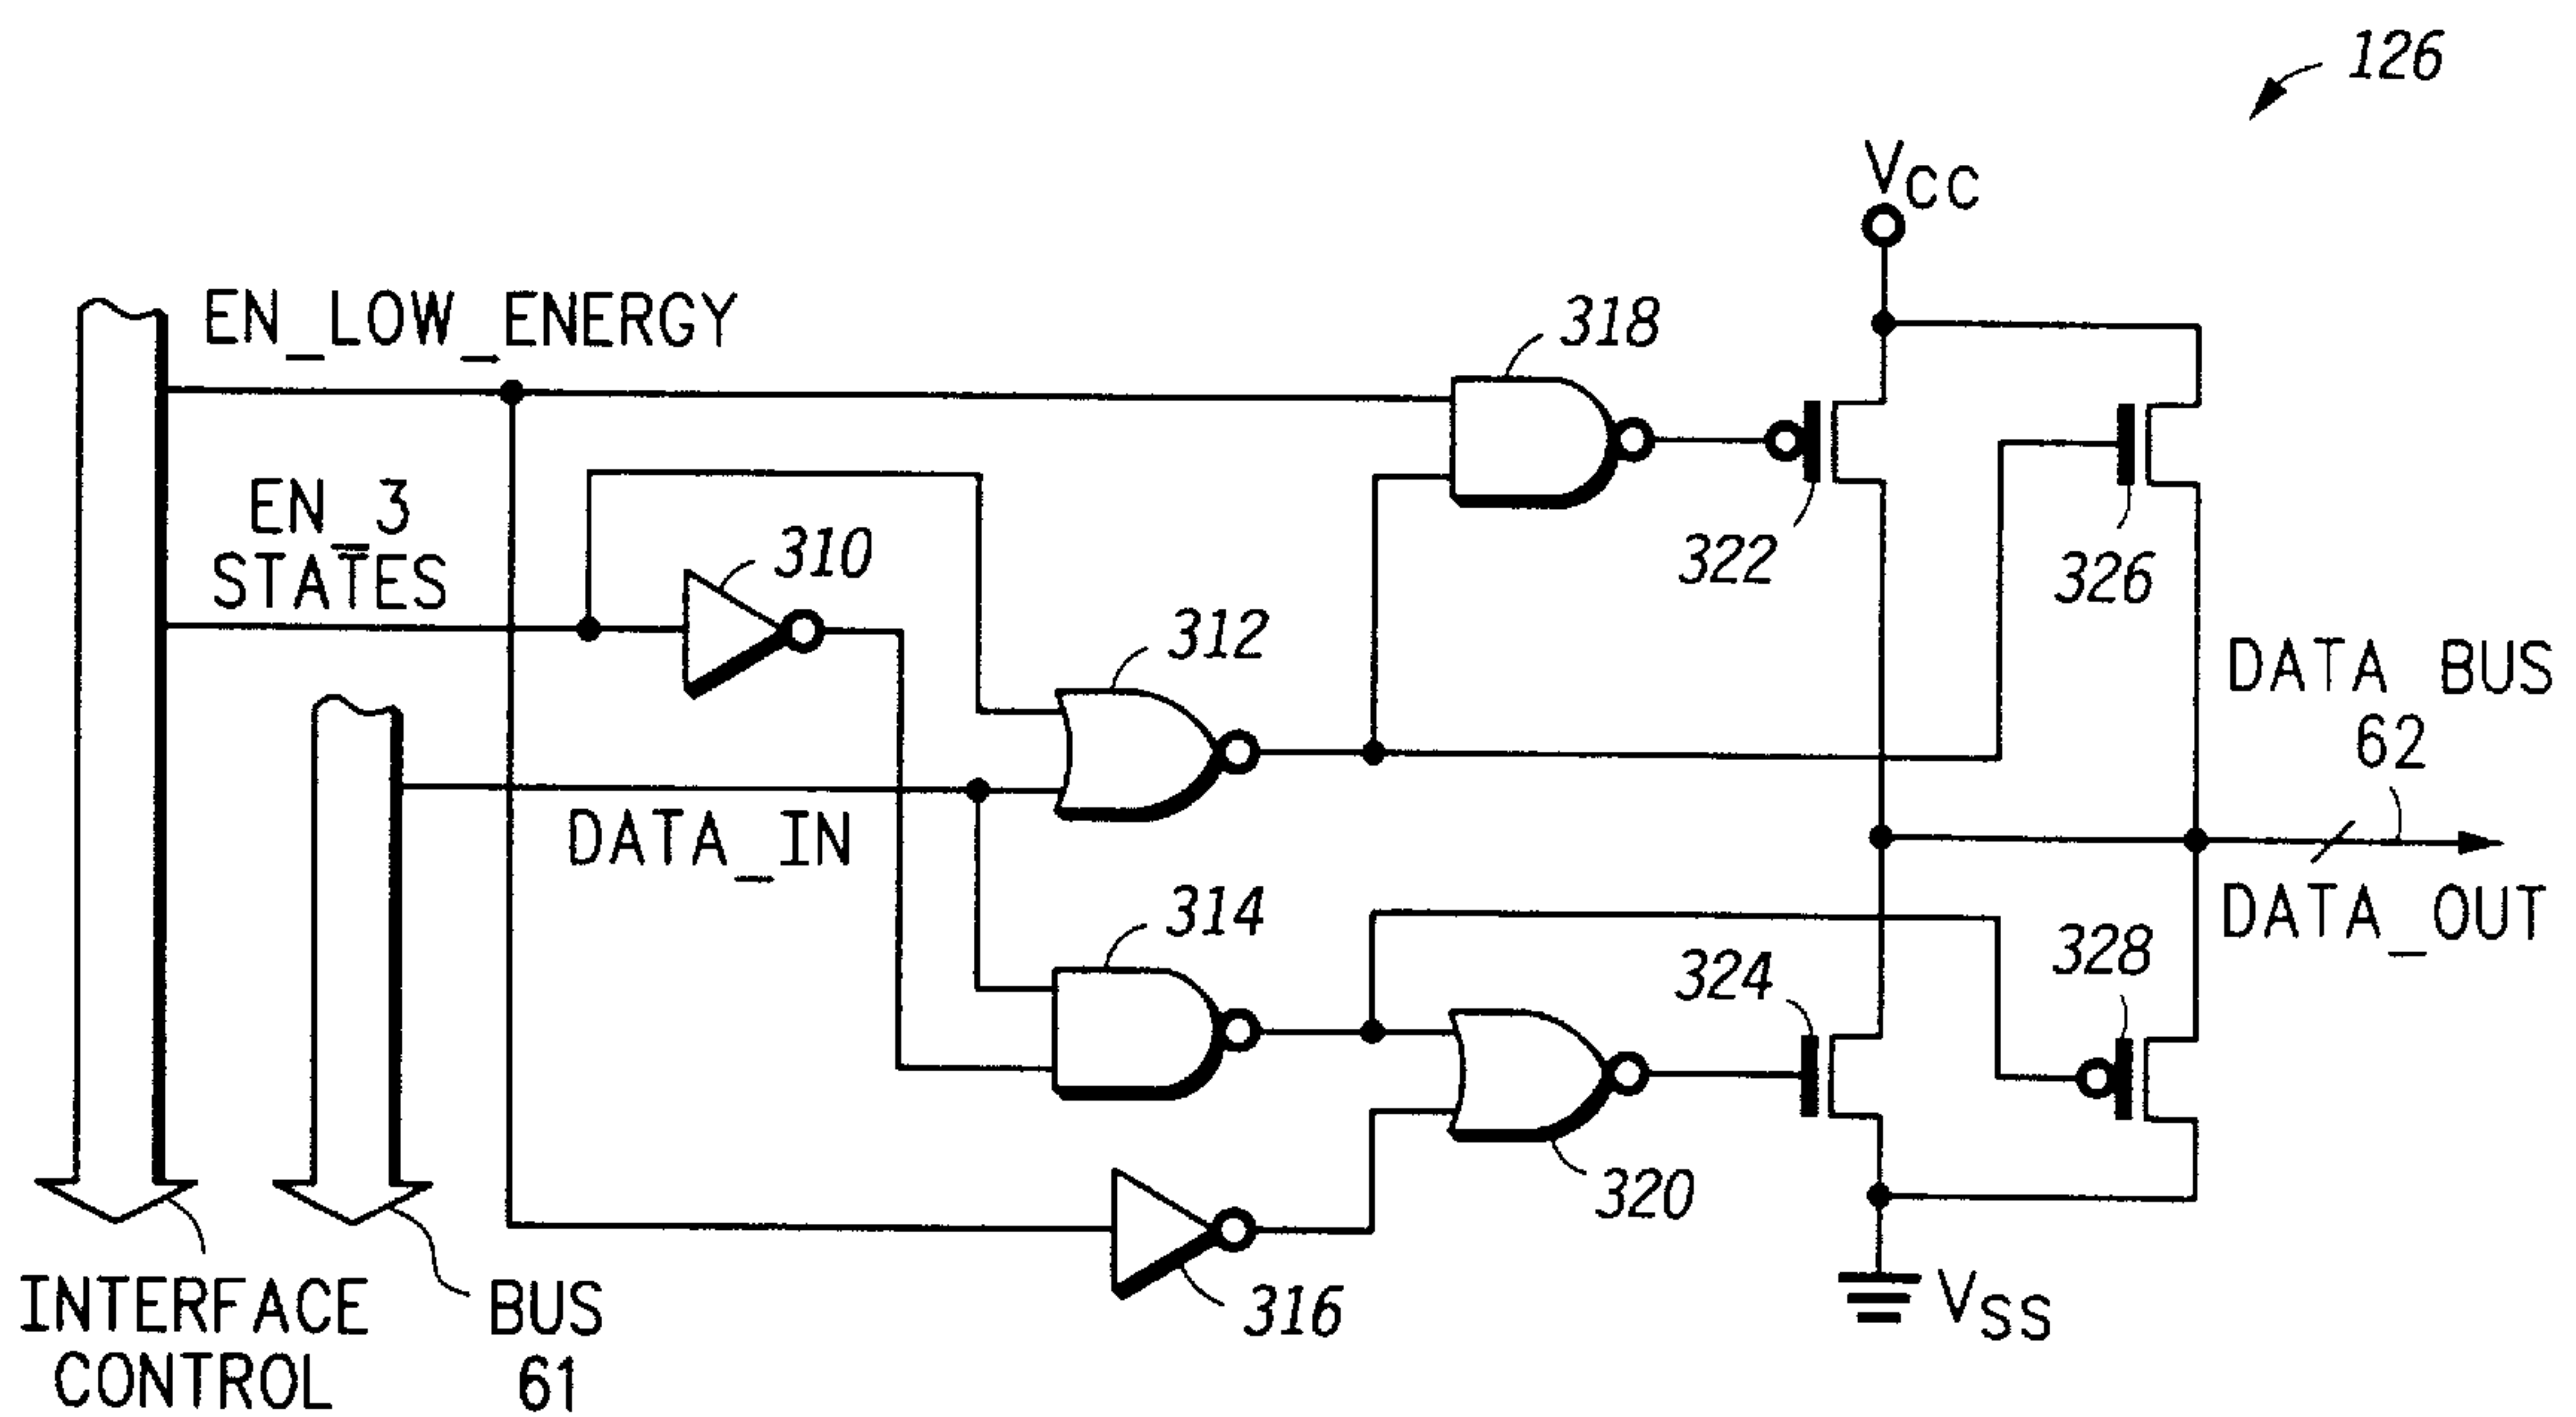 126
VCC
EN_LOW_ENERGY
318
EN_3
STATES
310
322
326
312
DATA BUS
62
DATA_IN
314
324
328
DATA_OUT
320
316
VSS
INTERFACE
CONTROL
BUS
61